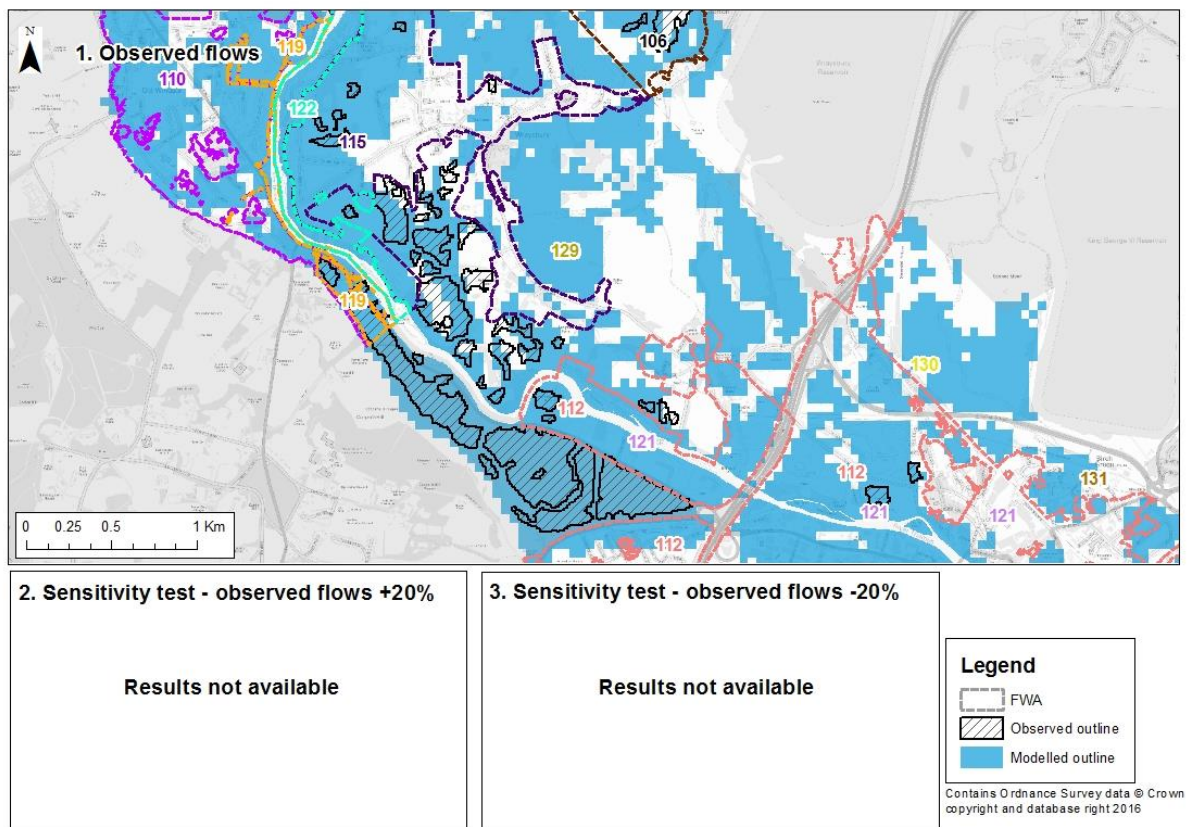 N
1. Observed flows
119
106
110
122
115
129
119
130
112
121
112
131
121
121
112
0 0.25 0.5 1 Km
2. Sensitivity test - observed flows +20%
Results not available
3. Sensitivity test - observed flows -20%
Results not available
Legend
FWA
Observed outline
Modelled outline
Contains Ordnance Survey data © Crown
copyright and database right 2016